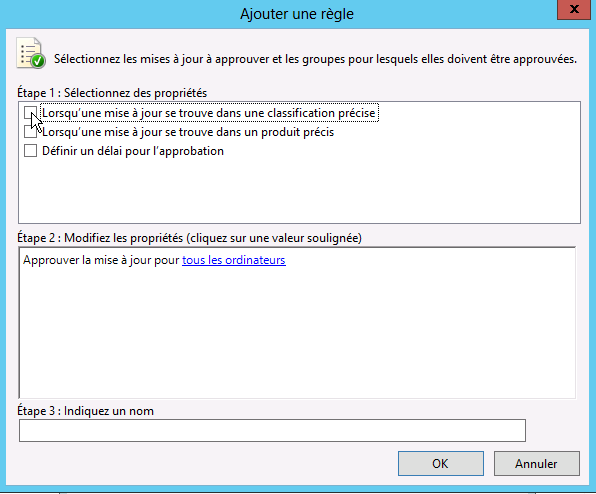 Ajouter une règle
x
Sélectionnez les mises à jour à approuver et les groupes pour lesquels elles doivent être approuvées.
Étape 1 : Sélectionnez des propriétés
Lorsqu'une mise à jour se trouve dans une classification précise
Lorsqu'une mise à jour se trouve dans un produit précis
Définir un délai pour l'approbation
Étape 2 : Modifiez les propriétés (cliquez sur une valeur soulignée)
Approuver la mise à jour pour tous les ordinateurs
Étape 3 : Indiquez un nom
OK Annuler